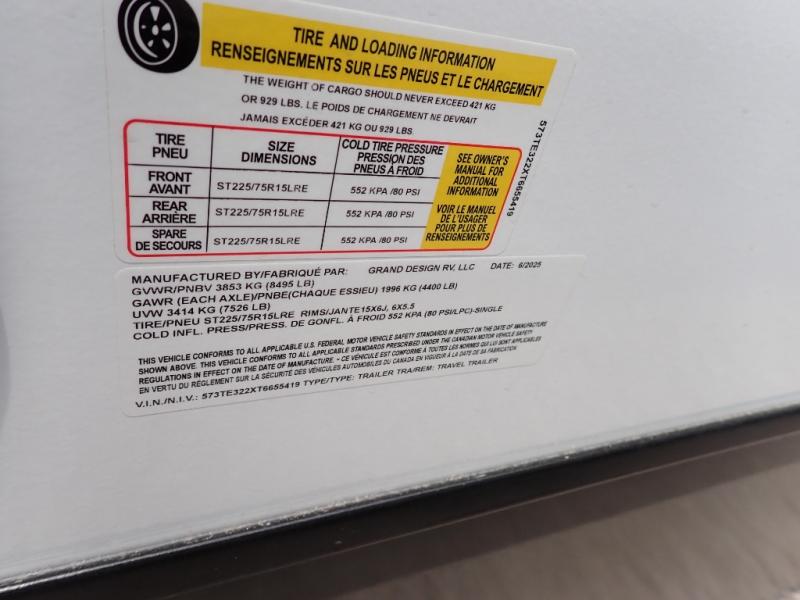 TIRE AND LOADING INFORMATION
RENSEIGNEMENTS SUR LES PNEUS ET LE CHARGEMENT
THE WEIGHT OF CARGO SHOULD NEVER EXCEED 421 KG
OR 929 LBS. LE POIDS DE CHARGEMENT NE DEVRAIT
JAMAIS EXCÉDER 421 KG OU 929 LBS.
TIRE PNEU SIZE DIMENSIONS COLD TIRE PRESSURE PRESSION DES PNEUS À FROID
FRONT AVANT ST225/75R15LRE 552 KPA /80 PSI
REAR ARRIÈRE ST225/75R15LRE 552 KPA /80 PSI
SPARE DE SECOURS ST225/75R15LRE 552 KPA /80 PSI
SEE OWNER'S
MANUAL FOR
ADDITIONAL
INFORMATION
VOIR LE MANUEL
DE L'USAGER
POUR PLUS DE
RENSEIGNEMENTS
573TE322XT6655419
MANUFACTURED BY/FABRIQUÉ PAR: GRAND DESIGN RV, LLC DATE: 6/2025
GVWR/PNBV 3853 KG (8495 LB)
GAWR (EACH AXLE)/PNBE(CHAQUE ESSIEU) 1996 KG (4400 LB)
UVW 3414 KG (7526 LB)
TIRE/PNEU ST225/75R15LRE RIMS/JANTE15X6J, 6X5.5
COLD INFL. PRESS/PRESS. DE GONFL. À FROID 552 KPA (80 PSI/LPC)-SINGLE
THIS VEHICLE CONFORMS TO ALL APPLICABLE U.S. FEDERAL MOTOR VEHICLE SAFETY STANDARDS IN EFFECT ON THE DATE OF MANUFACTURE
SHOWN ABOVE. THIS VEHICLE CONFORMS TO ALL APPLICABLE STANDARDS PRESCRIBED UNDER THE CANADIAN MOTOR VEHICLE SAFETY
REGULATIONS IN EFFECT ON THE DATE OF MANUFACTURE. - CE VÉHICULE EST CONFORME À TOUTES LES NORMES QUI LUI SONT APPLICABLES
EN VERTU DU RÈGLEMENT SUR LA SÉCURITÉ DES VÉHICULES AUTOMOBILES DU CANADA EN VIGUEUR À LA DATE DE SA FABRICATION
V.I.N./N.I.V.: 573TE322XT6655419 TYPE/TYPE: TRAILER TRA/REM: TRAVEL TRAILER